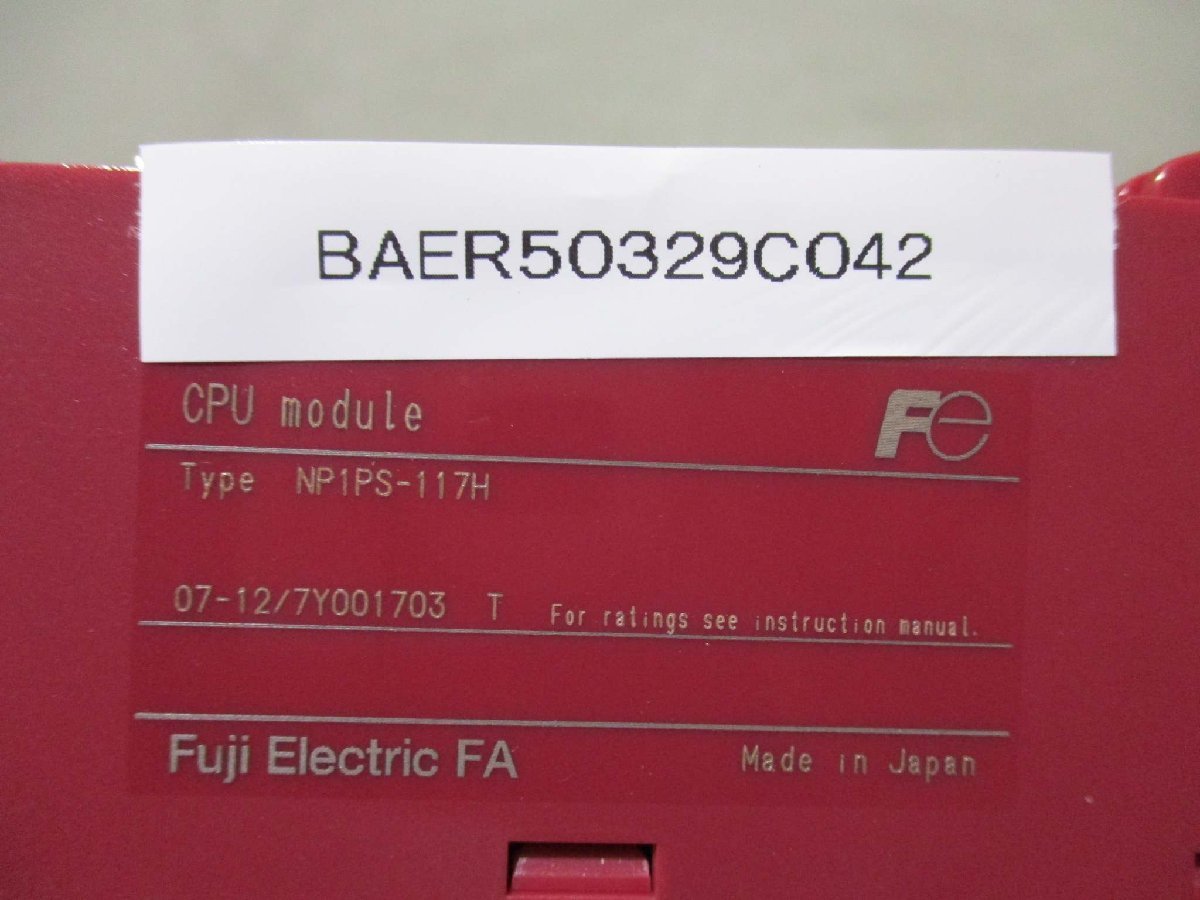 BAER50329C042
CPU module
Fe
Type NP1PS-117H
07-12/7Y001703 T For ratings see instruction manual.
Fuji Electric FA Made in Japan